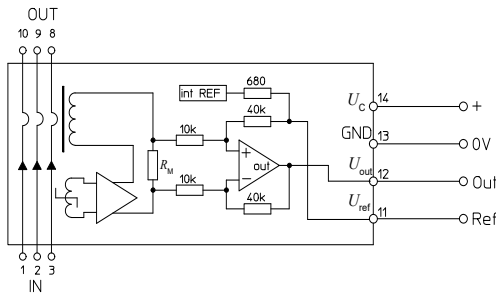 OUT
10 9 8
int REF
680
40k
10k
R_M
+
out
−
10k
40k
U_C 14 +
GND 13 0V
U_out 12 Out
U_ref 11 Ref
1 2 3
IN